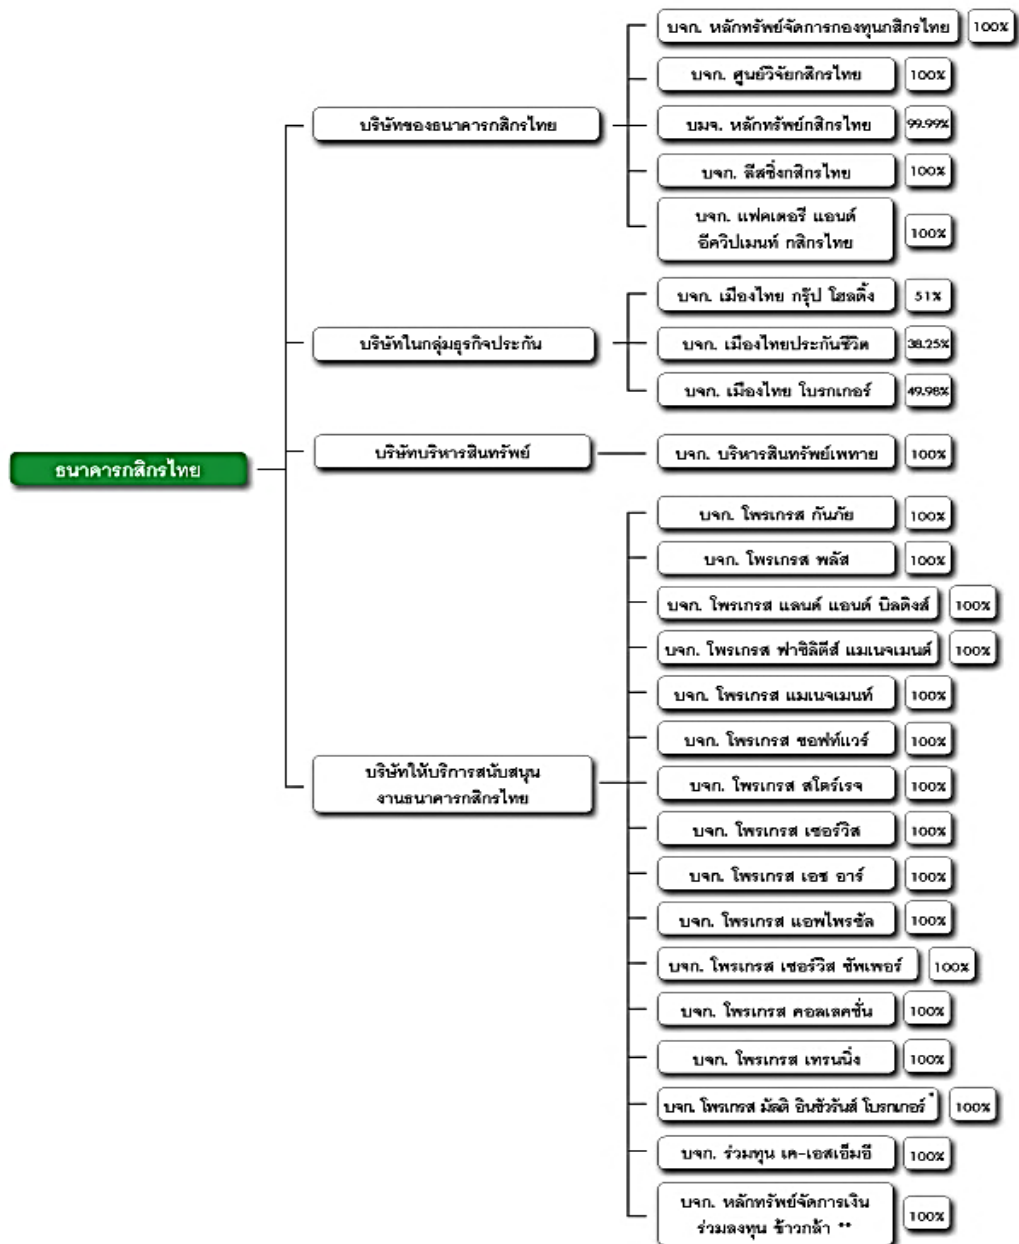 บจก. หลักทรัพย์จัดการกองทุนกสิกรไทย 100%
บจก. ศูนย์วิจัยกสิกรไทย 100%
บริษัทของธนาคารกสิกรไทย
บมจ. หลักทรัพย์กสิกรไทย 99.99%
บจก. ลีสซิ่งกสิกรไทย 100%
บจก. แฟคเตอรี แอนด์
อีควิปเมนท์ กสิกรไทย
100%
บจก. เมืองไทย กรุ๊ป โฮลดิ้ง 51%
บริษัทในกลุ่มธุรกิจประกัน
บจก. เมืองไทยประกันชีวิต 38.25%
บจก. เมืองไทย โบรกเกอร์ 49.98%
ธนาคารกสิกรไทย
บริษัทบริหารสินทรัพย์
บจก. บริหารสินทรัพย์เพทาย 100%
บจก. โพรเกรส กันภัย 100%
บจก. โพรเกรส พลัส 100%
บจก. โพรเกรส แลนด์ แอนด์ บิลดิงส์ 100%
บจก. โพรเกรส ฟาซิลิตีส์ แมเนจเมนต์ 100%
บจก. โพรเกรส แมเนจเมนท์ 100%
บจก. โพรเกรส ซอฟท์แวร์ 100%
บริษัทให้บริการสนับสนุน
งานธนาคารกสิกรไทย
บจก. โพรเกรส สโตร์เรจ 100%
บจก. โพรเกรส เซอร์วิส 100%
บจก. โพรเกรส เอช อาร์ 100%
บจก. โพรเกรส แอพไพรซัล 100%
บจก. โพรเกรส เซอร์วิส ซัพเพอร์ 100%
บจก. โพรเกรส คอลเลคชั่น 100%
บจก. โพรเกรส เทรนนิ่ง 100%
บจก. โพรเกรส มัลติ อินชัวรันส์ โบรกเกอร์ * 100%
บจก. ร่วมทุน เค-เอสเอ็มอี 100%
บจก. หลักทรัพย์จัดการเงิน
ร่วมลงทุน ข้าวกล้า **
100%